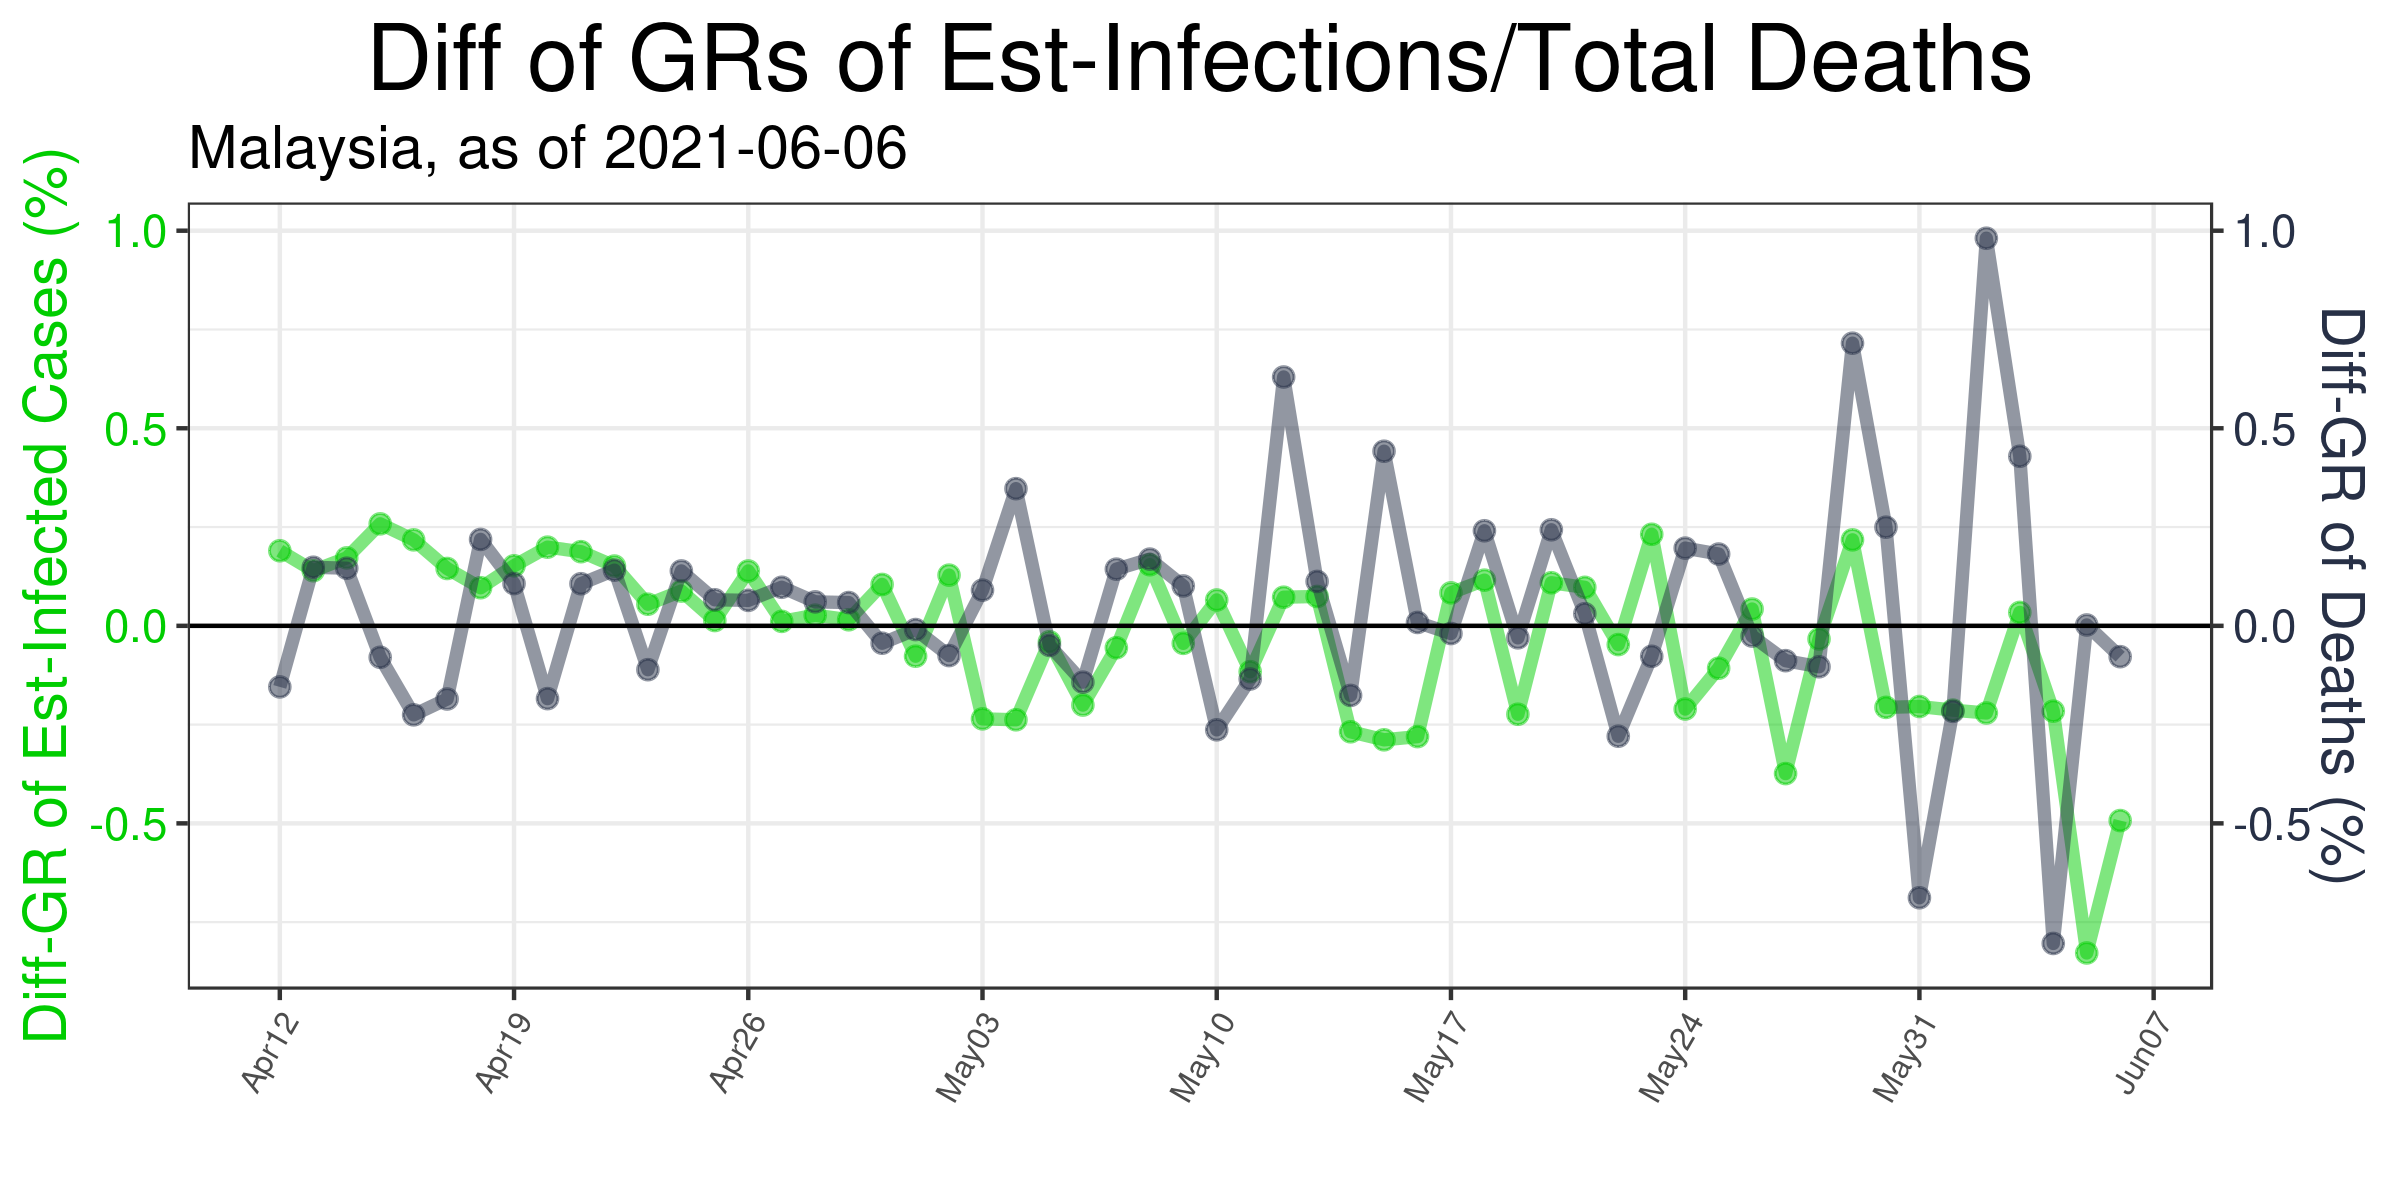 Diff of GRs of Est-Infections/Total Deaths
Malaysia, as of 2021-06-06
Diff-GR of Est-Infected Cases (%)
1.0
0.5
0.0
-0.5
1.0
0.5
0.0
-0.5
Diff-GR of Deaths (%)
Apr12
Apr19
Apr26
May03
May10
May17
May24
May31
Jun07